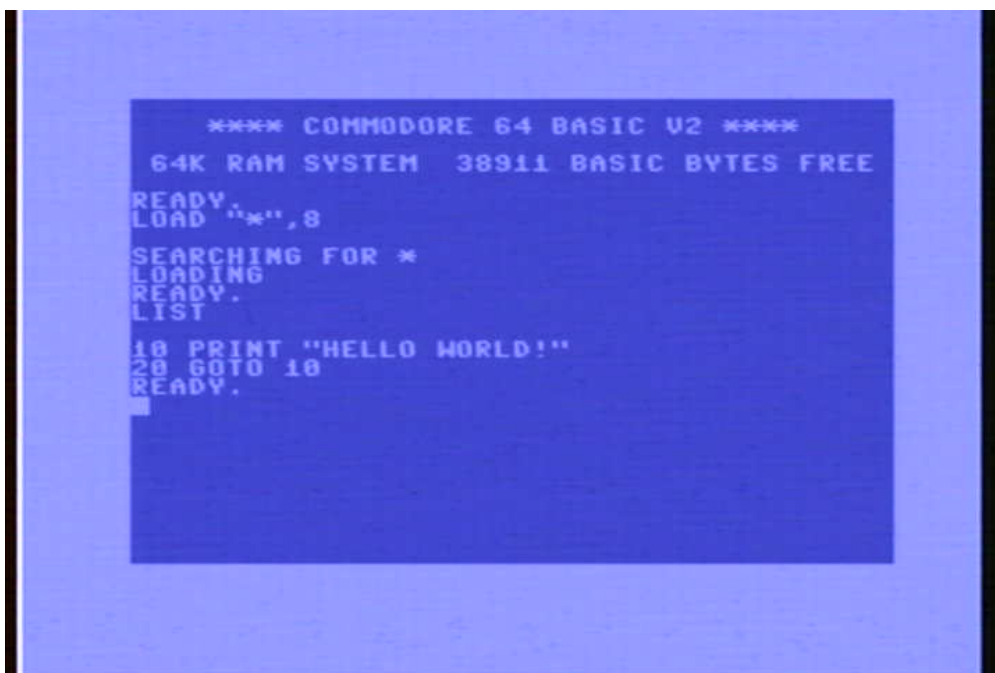 **** COMMODORE 64 BASIC V2 ****
64K RAM SYSTEM  38911 BASIC BYTES FREE
READY.
LOAD "*",8
SEARCHING FOR *
LOADING
READY.
LIST
10 PRINT "HELLO WORLD!"
20 GOTO 10
READY.